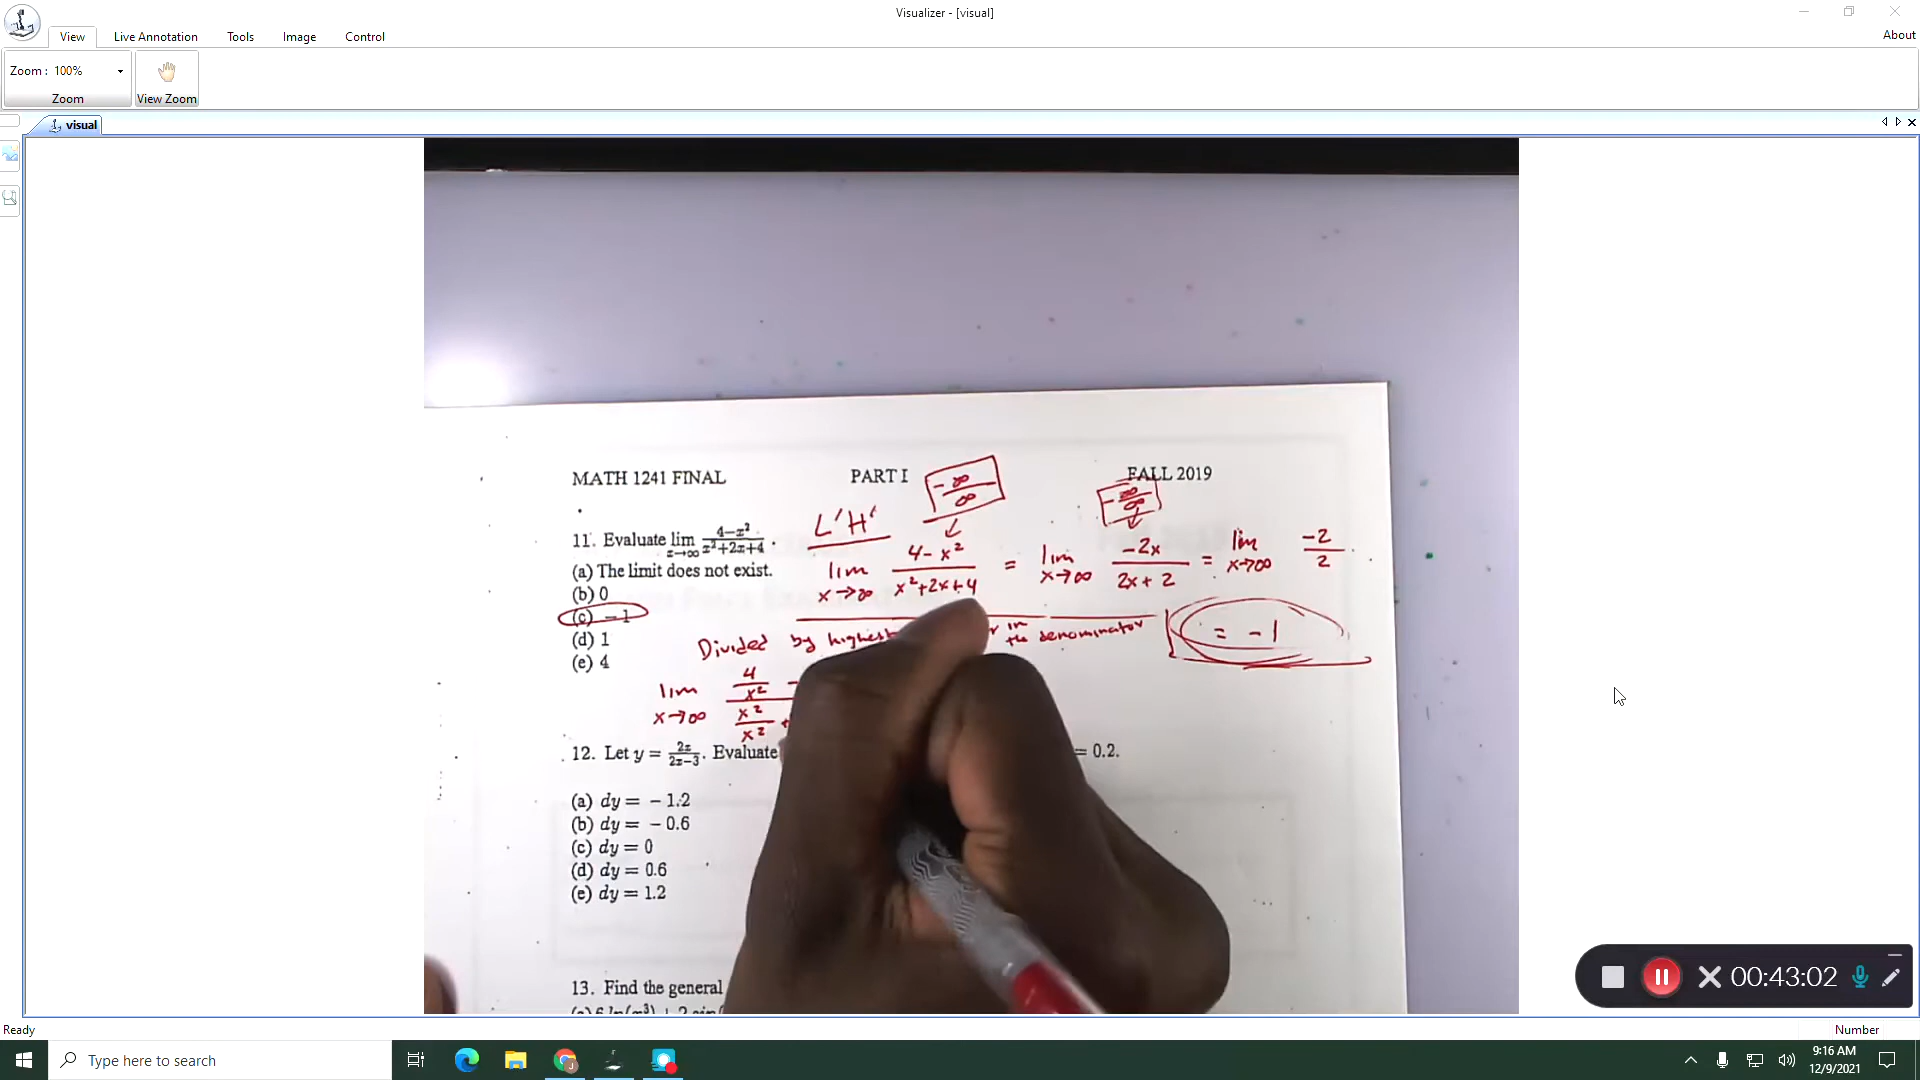 Visualizer - [visual]
View Live Annotation Tools Image Control About
Zoom : 100%
Zoom View Zoom
visual
MATH 1241 FINAL PART I FALL 2019
-∞/∞ -∞/∞
L'H'
11. Evaluate lim x→∞ 4-x²/x²+2x+4 .
lim x→∞ 4-x²/x²+2x+4 = lim x→∞ -2x/2x+2 = lim x→∞ -2/2
(a) The limit does not exist.
(b) 0
(c) -1
= -1
(d) 1
Divided by highest in the denominator
(e) 4
lim x→∞ 4/x² - x²/x² +
12. Let y = 2x/2x-3. Evaluate = 0.2.
(a) dy = -1.2
(b) dy = -0.6
(c) dy = 0
(d) dy = 0.6
(e) dy = 1.2
13. Find the general
00:43:02
Ready Number
Type here to search
9:16 AM
12/9/2021